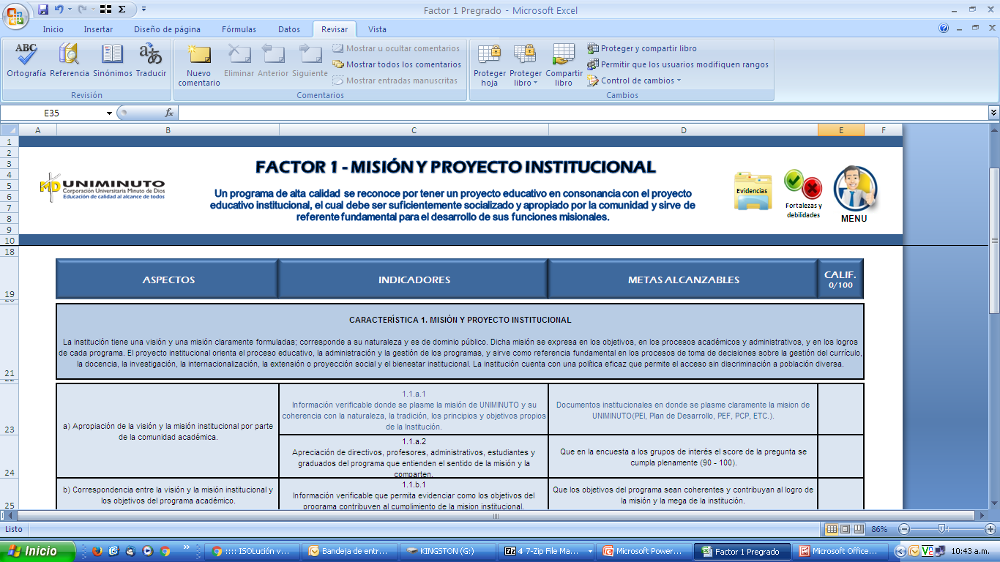 Factor 1 Pregrado - Microsoft Excel
Inicio Insertar Diseño de página Fórmulas Datos Revisar Vista
ABC
Ortografía Referencia Sinónimos Traducir
Revisión
Nuevo comentario Eliminar Anterior Siguiente
Mostrar u ocultar comentarios
Mostrar todos los comentarios
Mostrar entradas manuscritas
Comentarios
Proteger hoja Proteger libro Compartir libro
Proteger y compartir libro
Permitir que los usuarios modifiquen rangos
Control de cambios
Cambios
E35 fx
A B C D E F
1
2
3
4
5
6
7
8
9
10
UNIMINUTO
Corporación Universitaria Minuto de Dios
Educación de calidad al alcance de todos
FACTOR 1 - MISIÓN Y PROYECTO INSTITUCIONAL
Un programa de alta calidad se reconoce por tener un proyecto educativo en consonancia con el proyecto
educativo institucional, el cual debe ser suficientemente socializado y apropiado por la comunidad y sirve de
referente fundamental para el desarrollo de sus funciones misionales.
Evidencias
Fortalezas y
debilidades
MENU
18
19
ASPECTOS INDICADORES METAS ALCANZABLES CALIF.
0/100
21
CARACTERÍSTICA 1. MISIÓN Y PROYECTO INSTITUCIONAL
La institución tiene una visión y una misión claramente formuladas; corresponde a su naturaleza y es de dominio público. Dicha misión se expresa en los objetivos, en los procesos académicos y administrativos, y en los logros
de cada programa. El proyecto institucional orienta el proceso educativo, la administración y la gestión de los programas, y sirve como referencia fundamental en los procesos de toma de decisiones sobre la gestión del currículo,
la docencia, la investigación, la internacionalización, la extensión o proyección social y el bienestar institucional. La institución cuenta con una política eficaz que permite el acceso sin discriminación a población diversa.
23
a) Apropiación de la visión y la misión institucional por parte
de la comunidad académica.
1.1.a.1
Información verificable donde se plasme la misión de UNIMINUTO y su
coherencia con la naturaleza, la tradición, los principios y objetivos propios
de la Institución.
Documentos institucionales en donde se plasme claramente la mision de
UNIMINUTO(PEI, Plan de Desarrollo, PEF, PCP, ETC.).
24
1.1.a.2
Apreciación de directivos, profesores, administrativos, estudiantes y
graduados del programa que entienden el sentido de la misión y la
comparten.
Que en la encuesta a los grupos de interés el score de la pregunta se
cumpla plenamente (90 - 100).
25
b) Correspondencia entre la visión y la misión institucional y
los objetivos del programa académico.
1.1.b.1
Información verificable que permita evidenciar como los objetivos del
programa contribuyen al cumplimiento de la mision institucional.
Que los objetivos del programa sean coherentes y contribuyan al logro de
la misión y la mega de la institución.
Listo 86%
Inicio :::: ISOLución v... Bandeja de entr... KINGSTON (G:) 4 7-Zip File Ma... Microsoft Power... Factor 1 Pregrado Microsoft Office... 10:43 a.m.